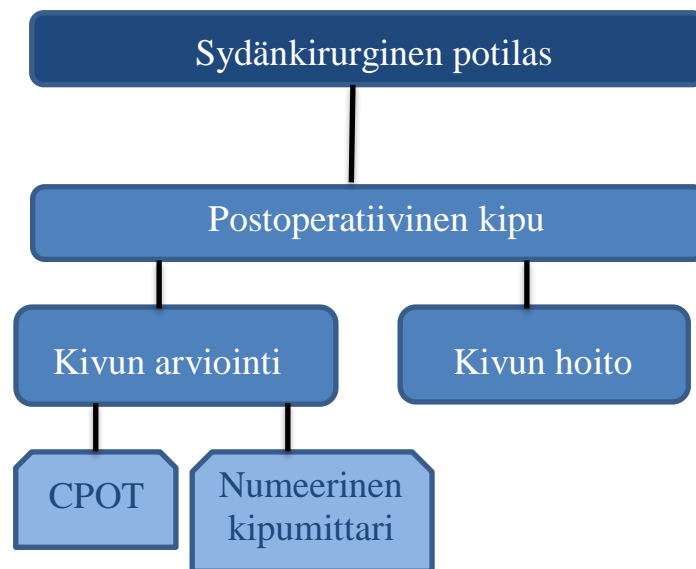 Sydänkirurginen potilas
Postoperatiivinen kipu
Kivun arviointi
Kivun hoito
CPOT
Numeerinen
kipumittari